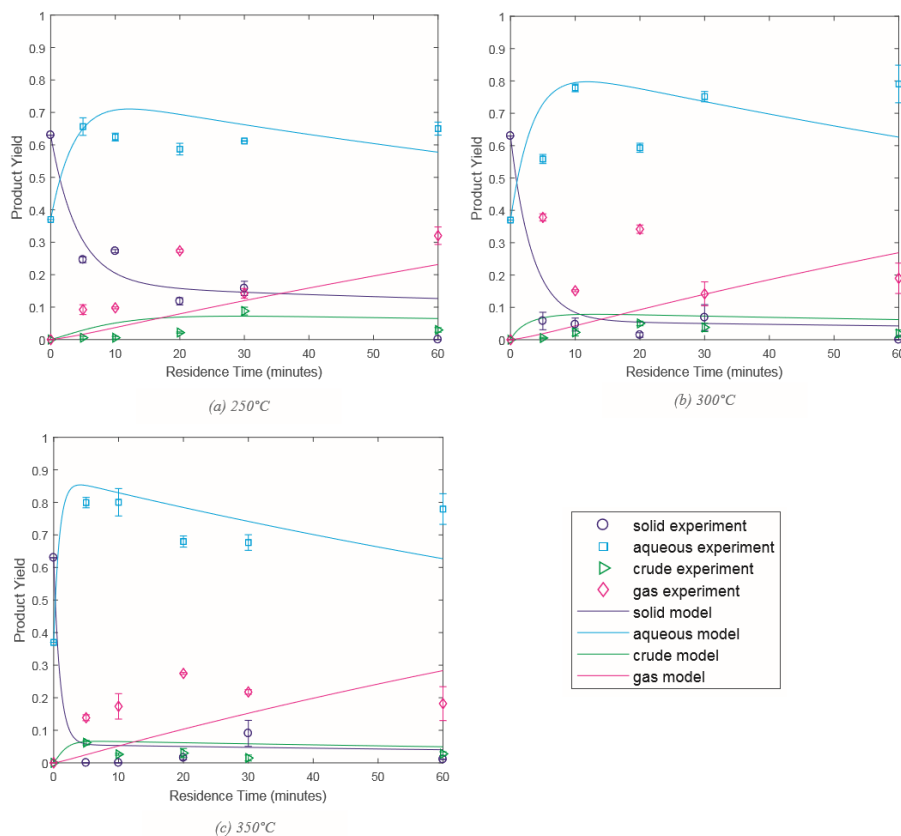 1
0.9
0.8
0.7
0.6
0.5
0.4
0.3
0.2
0.1
0
Product Yield
0 10 20 30 40 50 60
Residence Time (minutes)
(a) 250°C
1
0.9
0.8
0.7
0.6
0.5
0.4
0.3
0.2
0.1
0
Product Yield
0 10 20 30 40 50 60
Residence Time (minutes)
(b) 300°C
1
0.9
0.8
0.7
0.6
0.5
0.4
0.3
0.2
0.1
0
Product Yield
0 10 20 30 40 50 60
Residence Time (minutes)
(c) 350°C
solid experiment
aqueous experiment
crude experiment
gas experiment
solid model
aqueous model
crude model
gas model